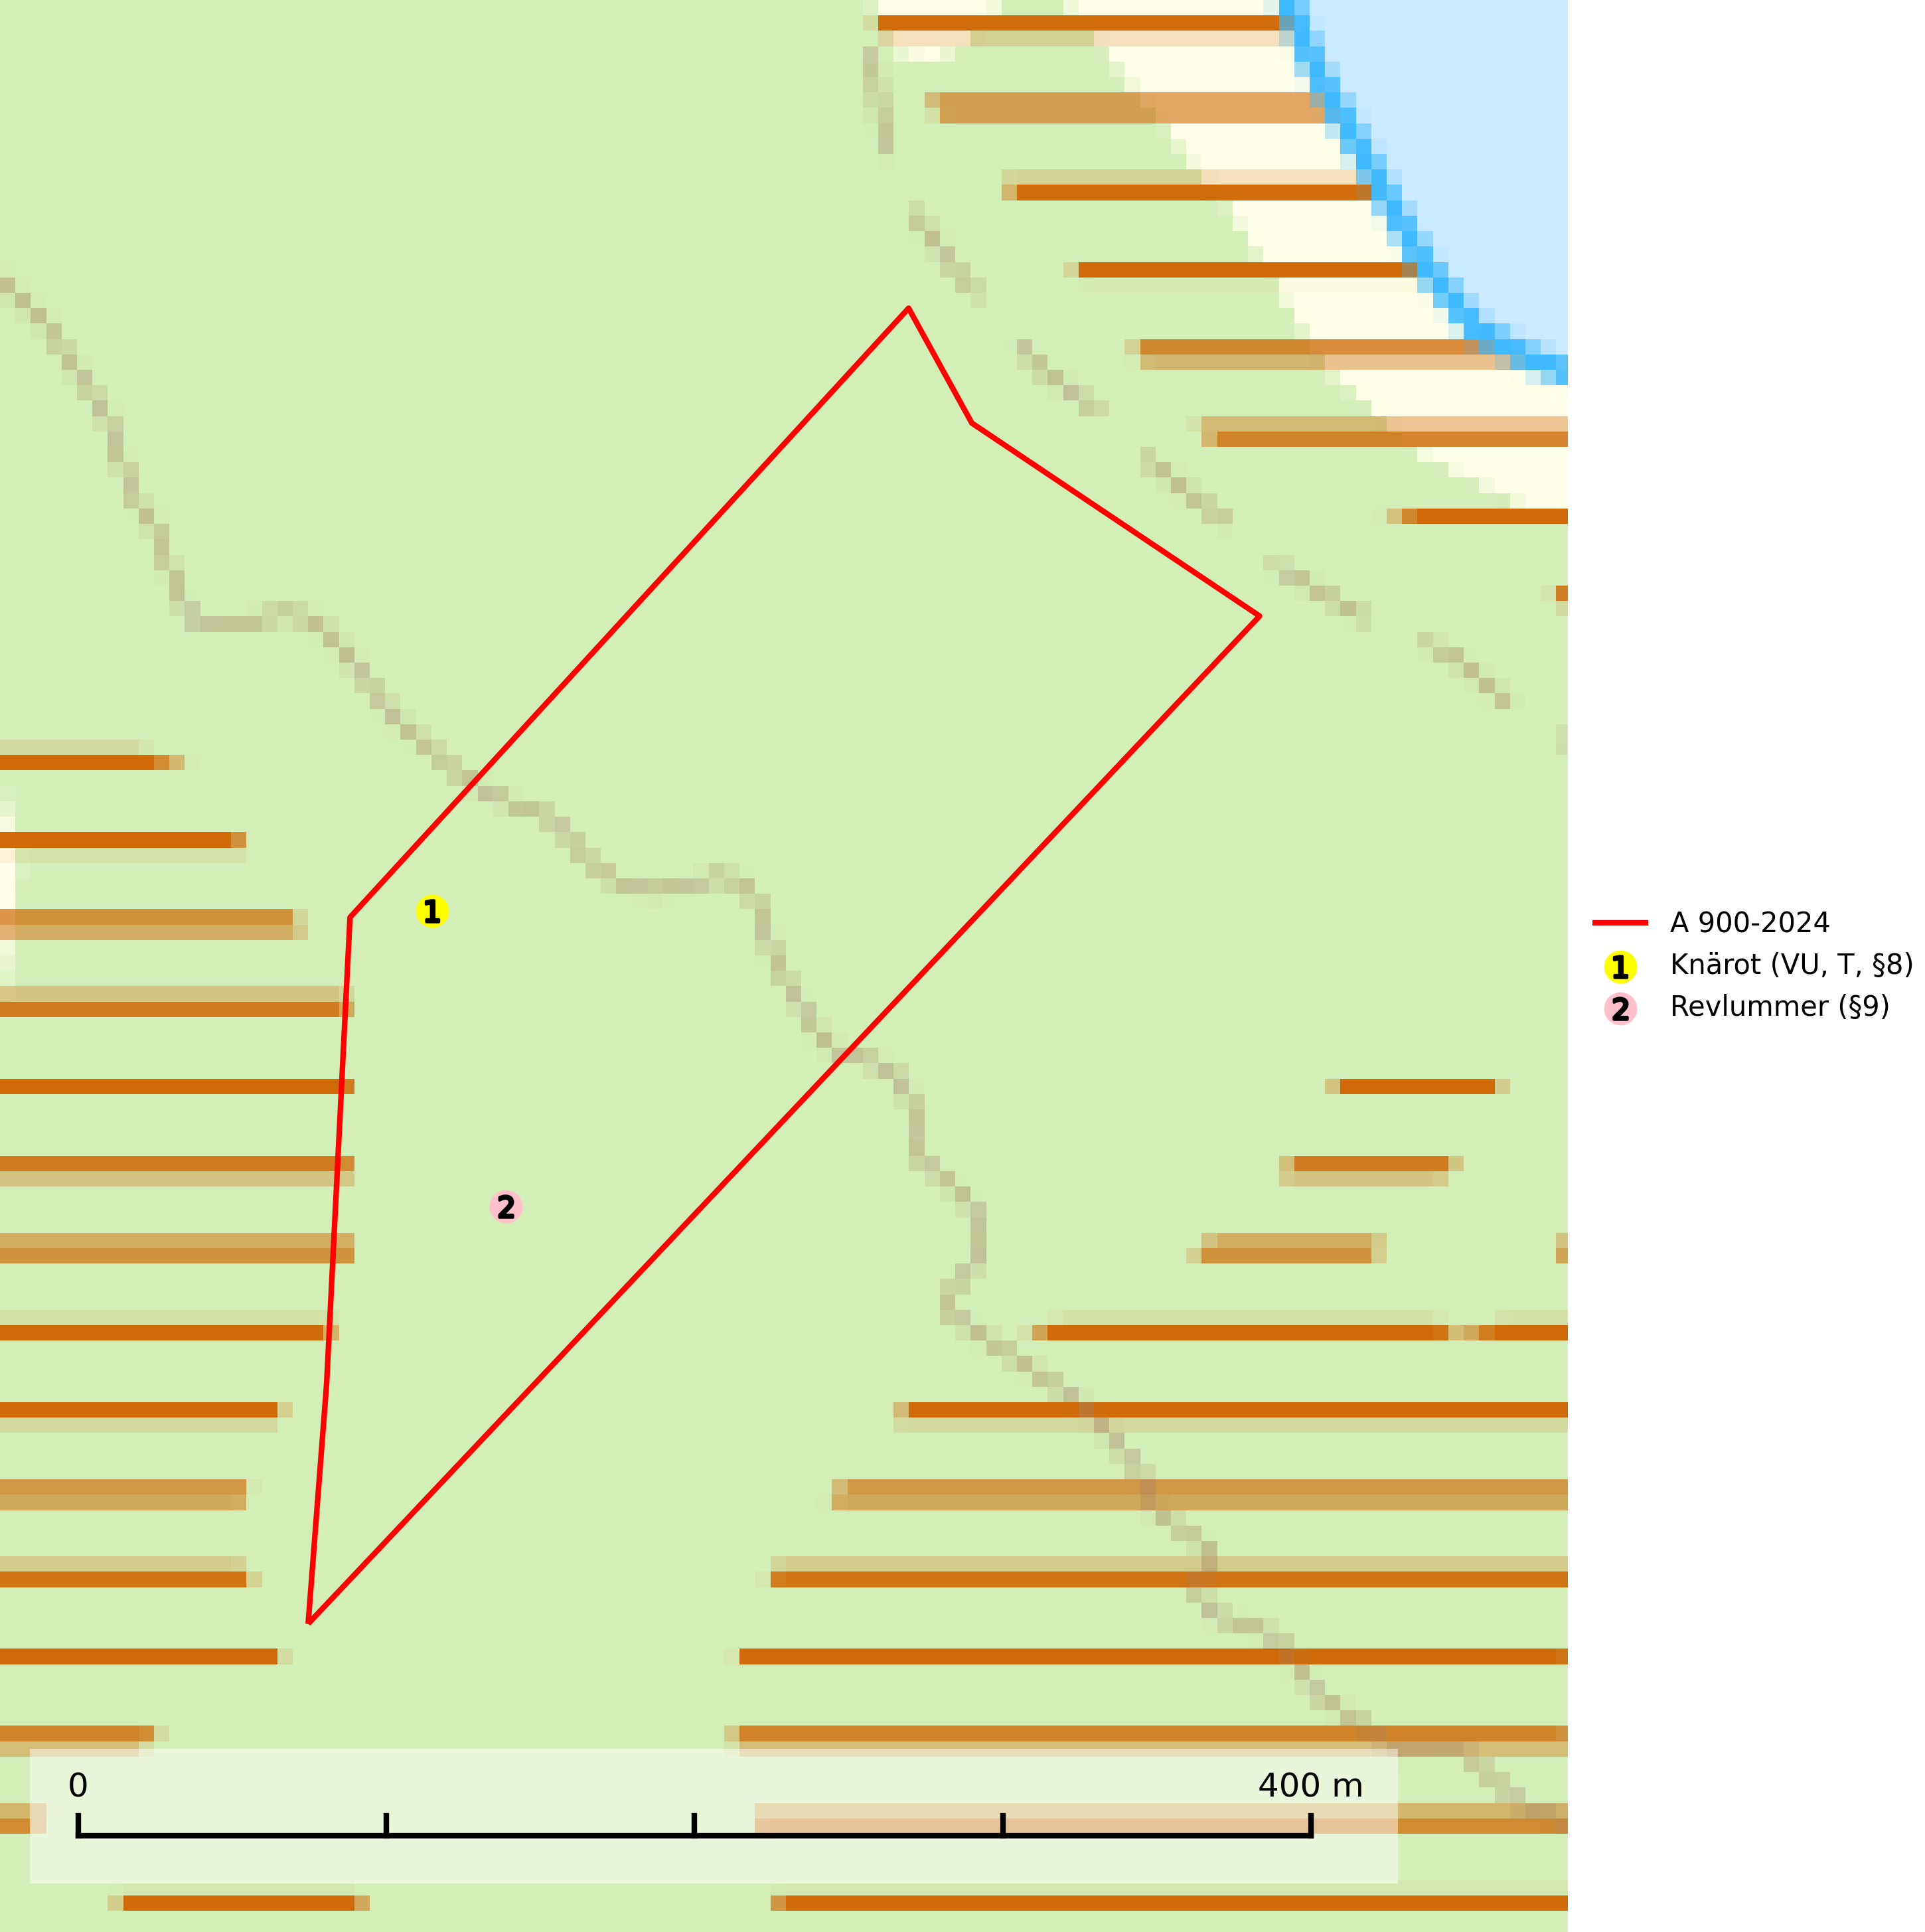 1
2
A 900-2024
1 Knärot (VU, T, §8)
2 Revlummer (§9)
0 400 m